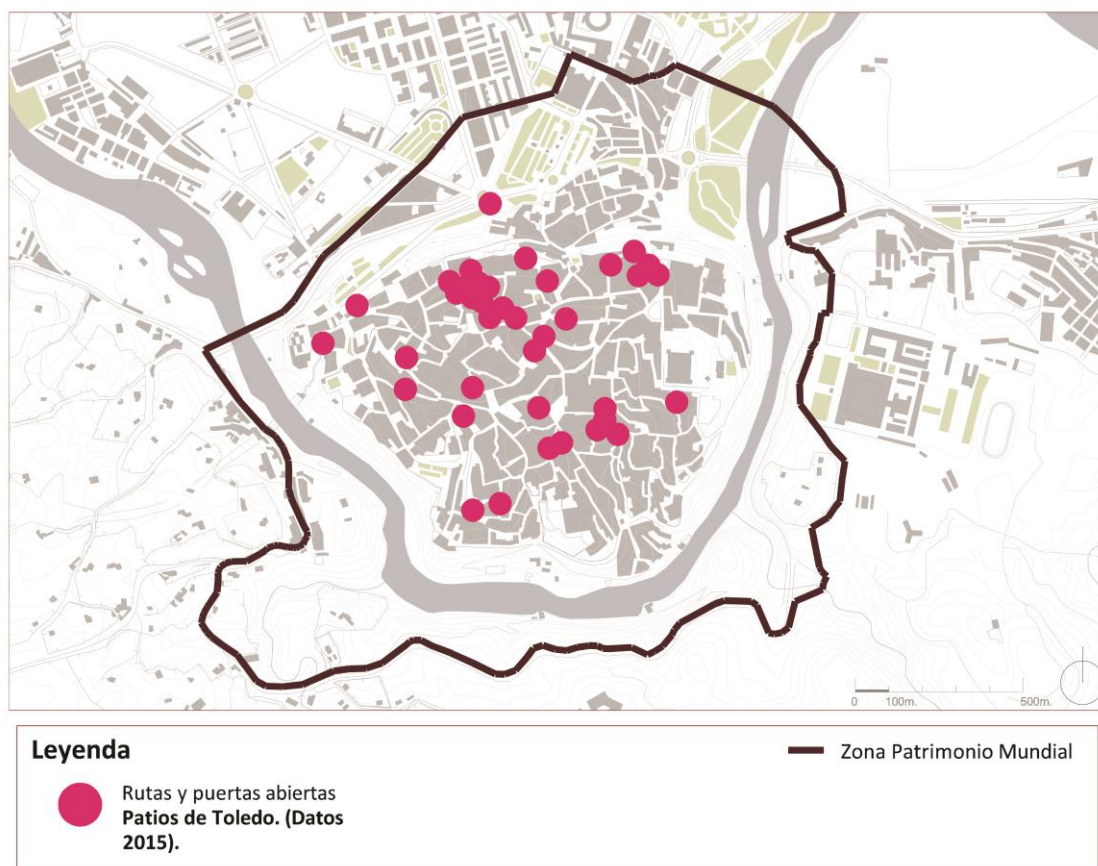 0 100m. 500m.
Leyenda
Rutas y puertas abiertas
Patios de Toledo. (Datos
2015).
Zona Patrimonio Mundial